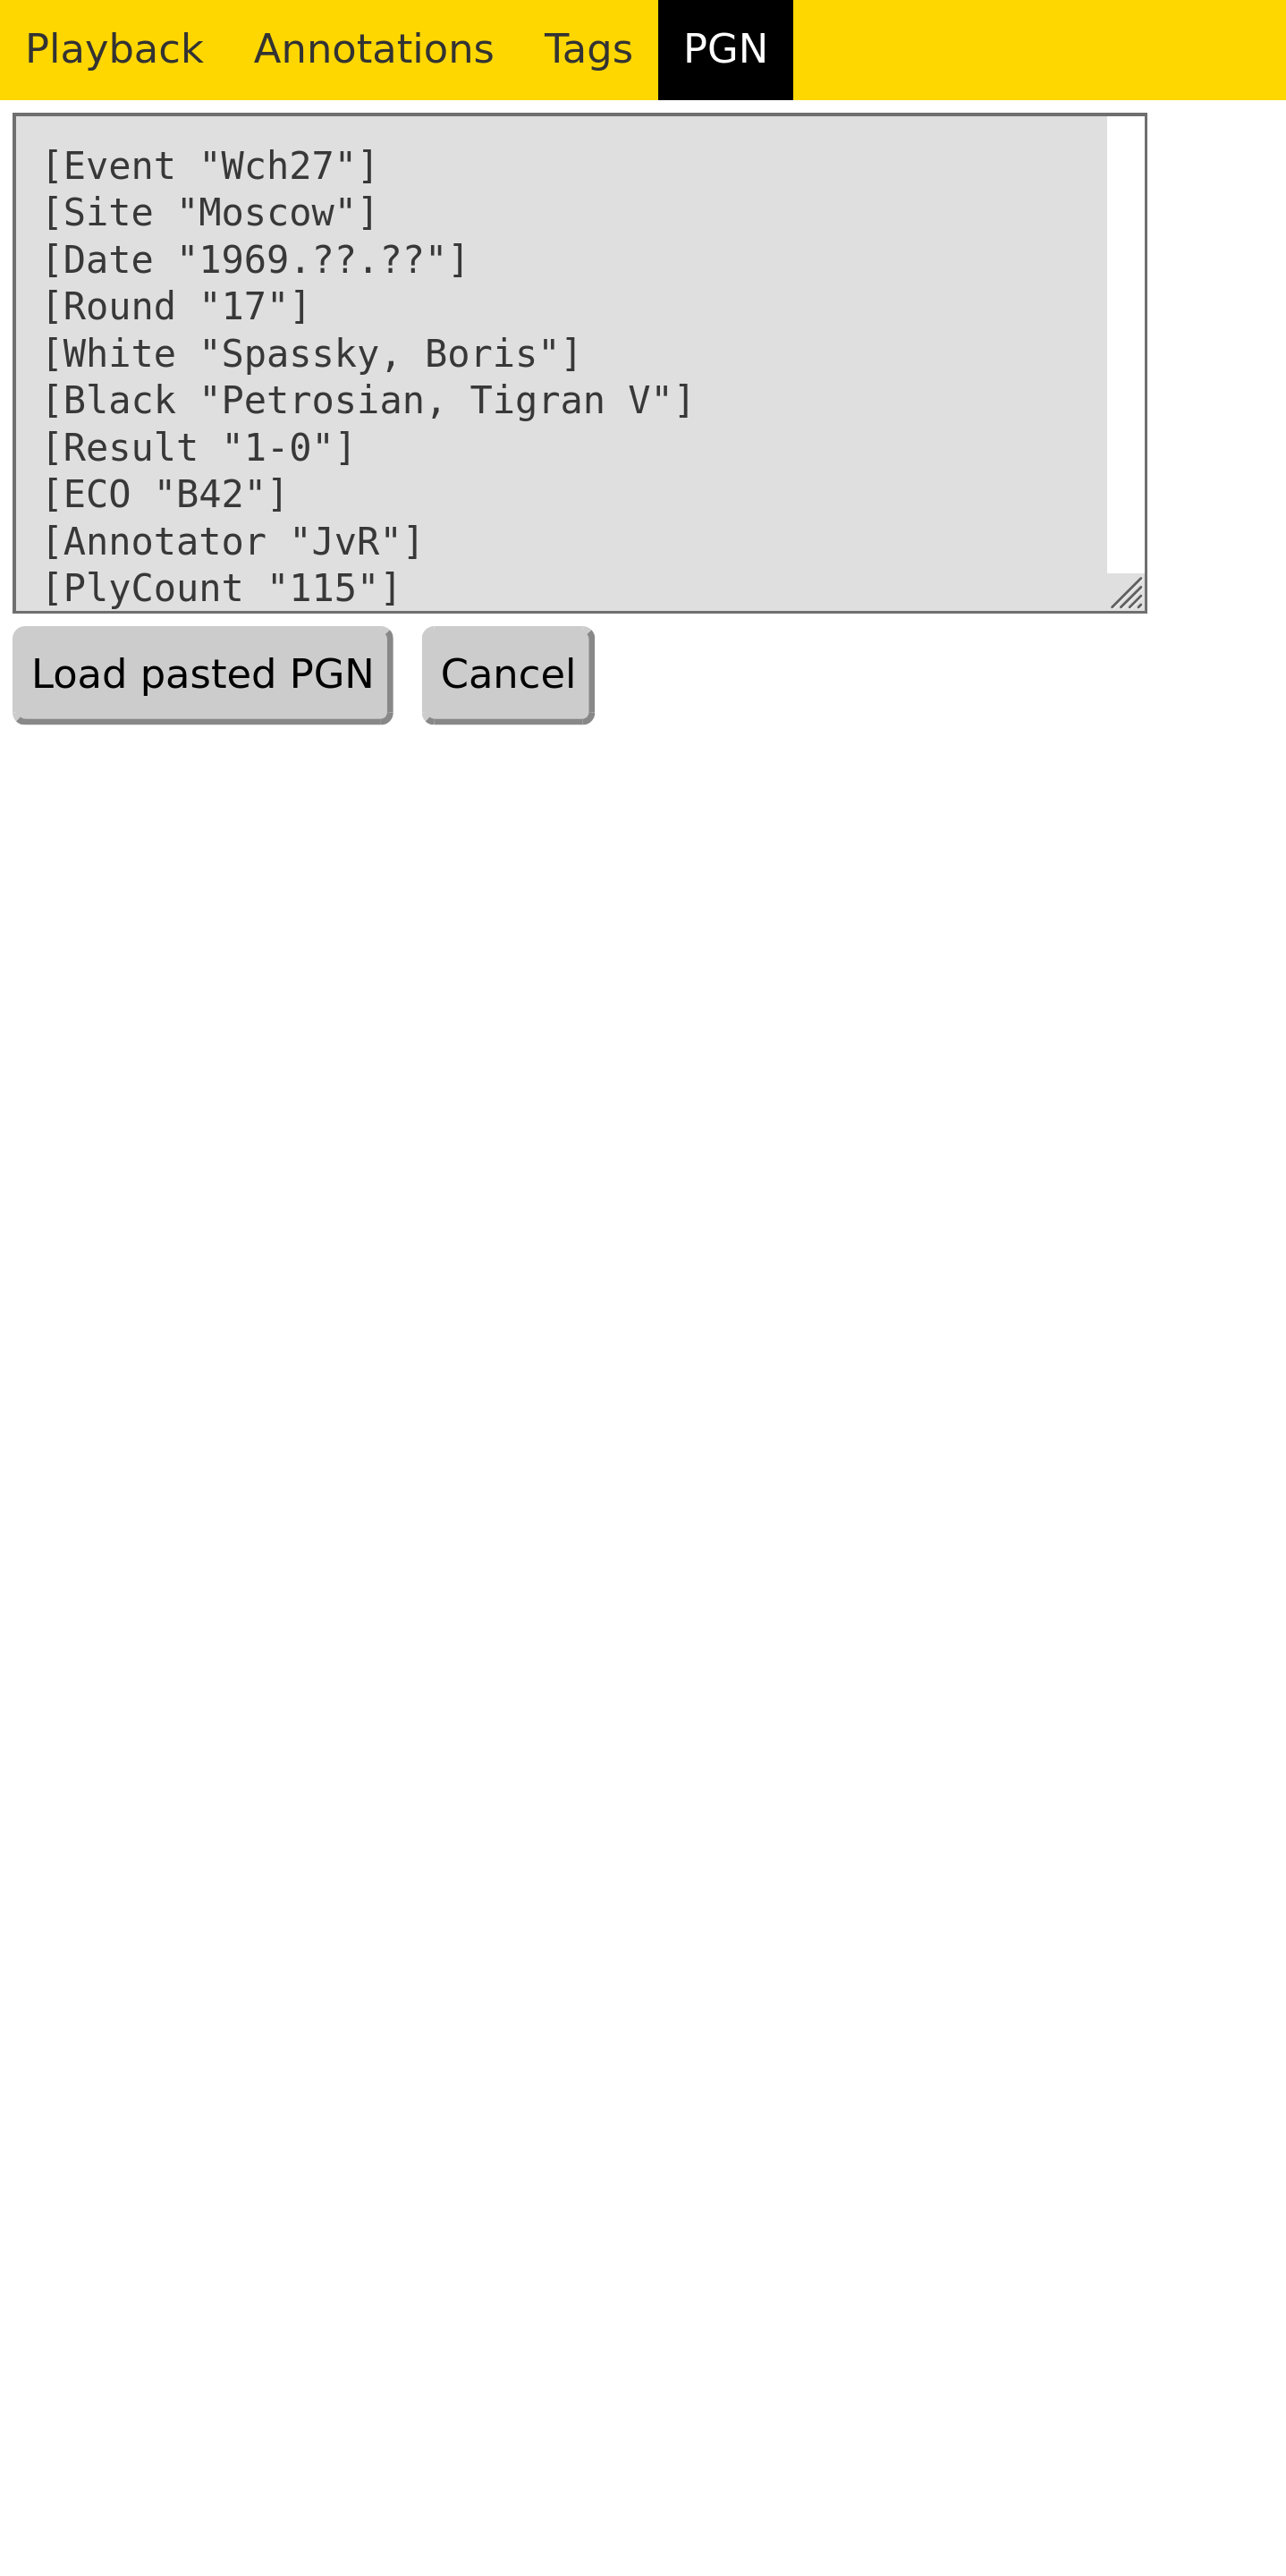 Playback Annotations Tags PGN
[Event "Wch27"]
[Site "Moscow"]
[Date "1969.??.??"]
[Round "17"]
[White "Spassky, Boris"]
[Black "Petrosian, Tigran V"]
[Result "1-0"]
[ECO "B42"]
[Annotator "JvR"]
[PlyCount "115"]
Load pasted PGN Cancel